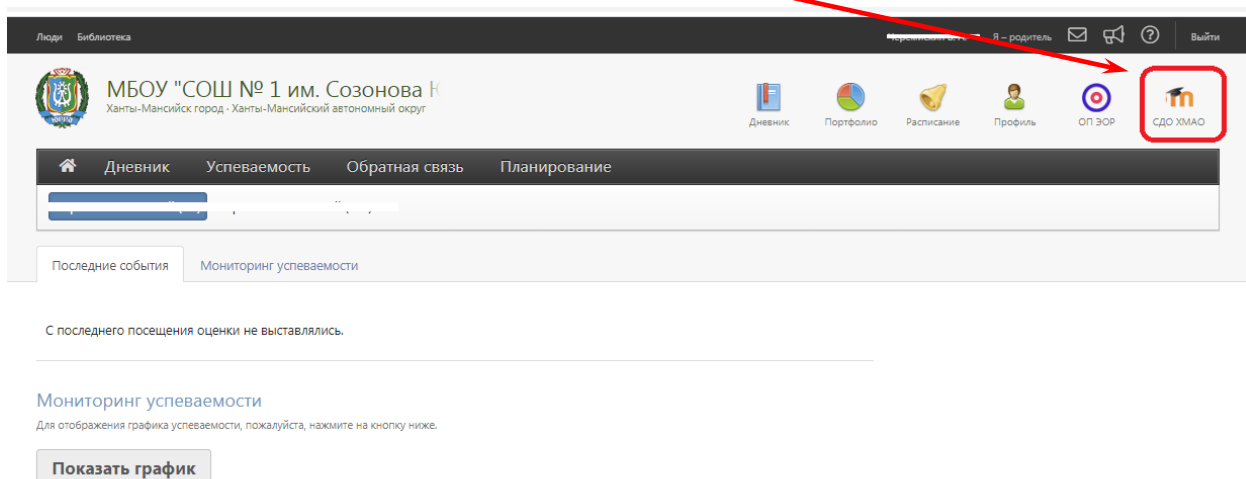 Люди Библиотека Я – родитель Выйти
МБОУ "СОШ № 1 им. Созонова
Ханты-Мансийск город - Ханты-Мансийский автономный округ
Дневник Портфолио Расписание Профиль ОП ЭОР СДО ХМАО
Дневник Успеваемость Обратная связь Планирование
Последние события Мониторинг успеваемости
С последнего посещения оценки не выставлялись.
Мониторинг успеваемости
Для отображения графика успеваемости, пожалуйста, нажмите на кнопку ниже.
Показать график